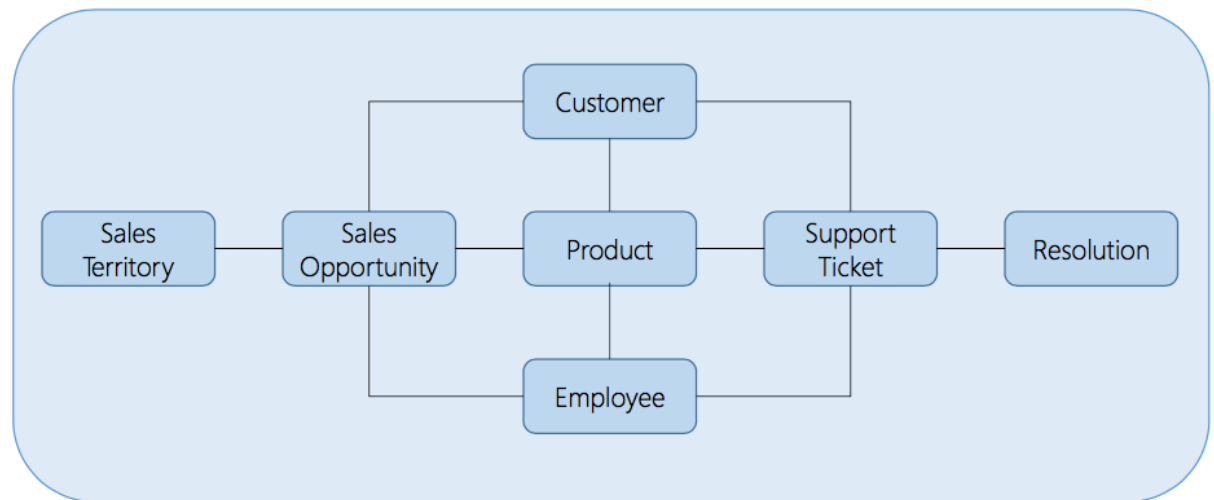 Customer
Sales
Territory
Sales
Opportunity
Product
Support
Ticket
Resolution
Employee